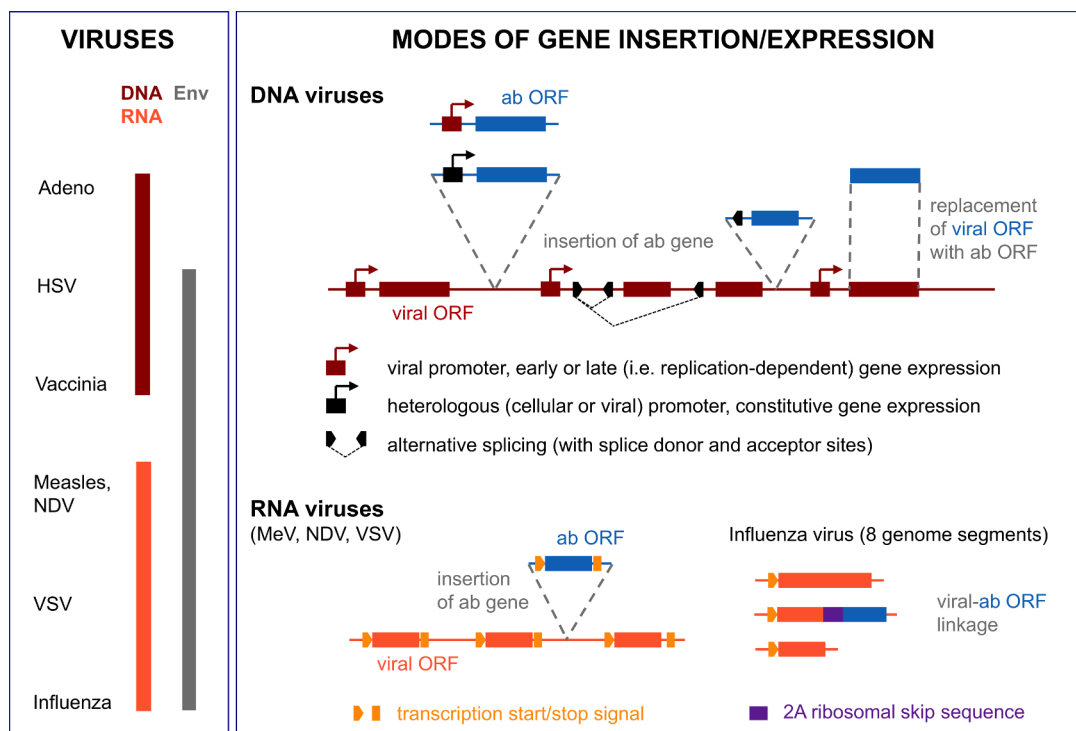 VIRUSES
DNA Env
RNA
Adeno
HSV
Vaccinia
Measles,
NDV
VSV
Influenza
MODES OF GENE INSERTION/EXPRESSION
DNA viruses
ab ORF
insertion of ab gene
replacement
of viral ORF
with ab ORF
viral ORF
viral promoter, early or late (i.e. replication-dependent) gene expression
heterologous (cellular or viral) promoter, constitutive gene expression
alternative splicing (with splice donor and acceptor sites)
RNA viruses
(MeV, NDV, VSV)
ab ORF
insertion
of ab gene
viral ORF
Influenza virus (8 genome segments)
viral-ab ORF
linkage
transcription start/stop signal
2A ribosomal skip sequence